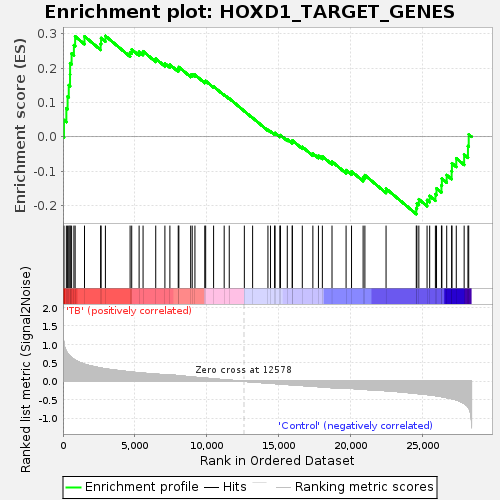 Enrichment plot: HOXD1_TARGET_GENES
Enrichment score (ES)
0.3
0.2
0.1
0.0
-0.1
-0.2
'TB' (positively correlated)
Ranked list metric (Signal2Noise)
2.0
1.5
1.0
0.5
0.0
-0.5
-1.0
Zero cross at 12578
'Control' (negatively correlated)
0
5,000
10,000
15,000
20,000
25,000
Rank in Ordered Dataset
Enrichment profile
Hits
Ranking metric scores